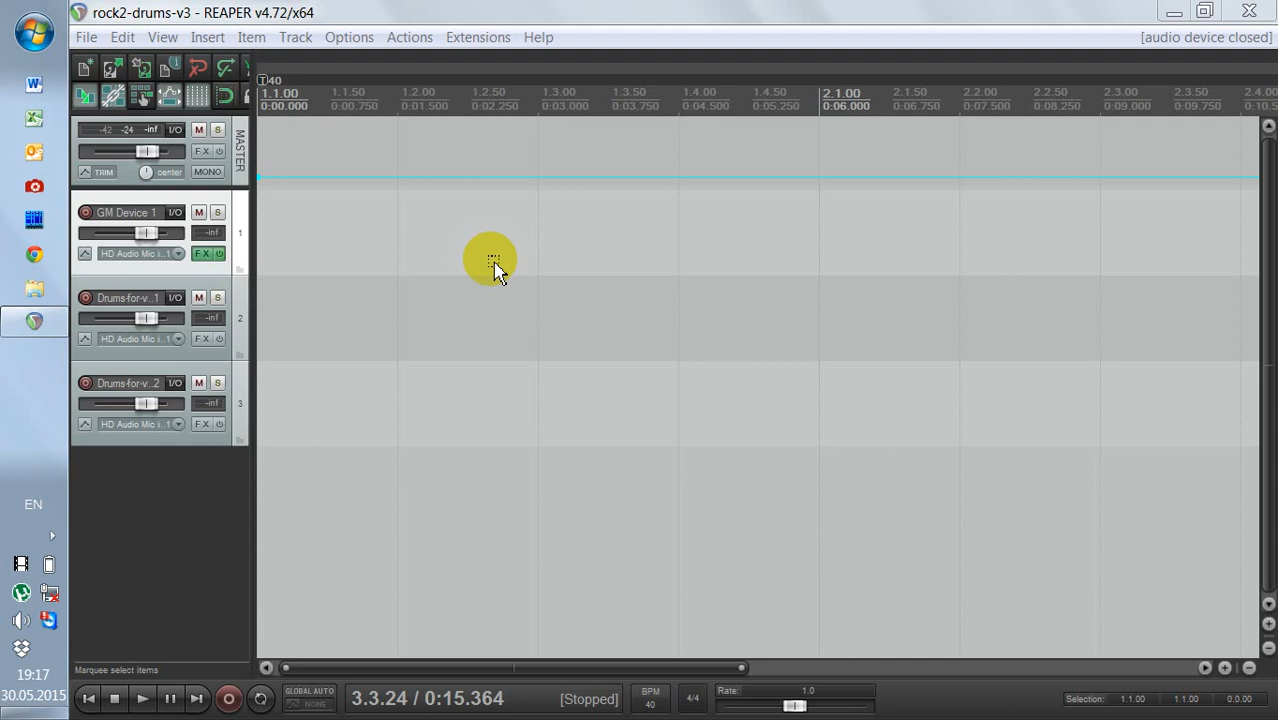 rock2-drums-v3 - REAPER v4.72/x64
File Edit View Insert Item Track Options Actions Extensions Help [audio device closed]
T40
1.1.00 1.1.50 1.2.00 1.2.50 1.3.00 1.3.50 1.4.00 1.4.50 2.1.00 2.1.50 2.2.00 2.2.50 2.3.00 2.3.50 2.4.00
0:00.000 0:00.750 0:01.500 0:02.250 0:03.000 0:03.750 0:04.500 0:05.250 0:06.000 0:06.750 0:07.500 0:08.250 0:09.000 0:09.750 0:10.5
-42 -24 -inf I/O M S
FX
TRIM center MONO
MASTER
GM Device 1 I/O M S
-inf 1
HD Audio Mic i..1 FX
Drums-for-v..1 I/O M S
-inf 2
HD Audio Mic i..1 FX
Drums-for-v..2 I/O M S
-inf 3
HD Audio Mic i..1 FX
EN
Marquee select items
GLOBAL AUTO
NONE
3.3.24 / 0:15.364 [Stopped]
BPM
40
4/4
Rate: 1.0
Selection: 1.1.00 1.1.00 0.0.00
19:17
30.05.2015